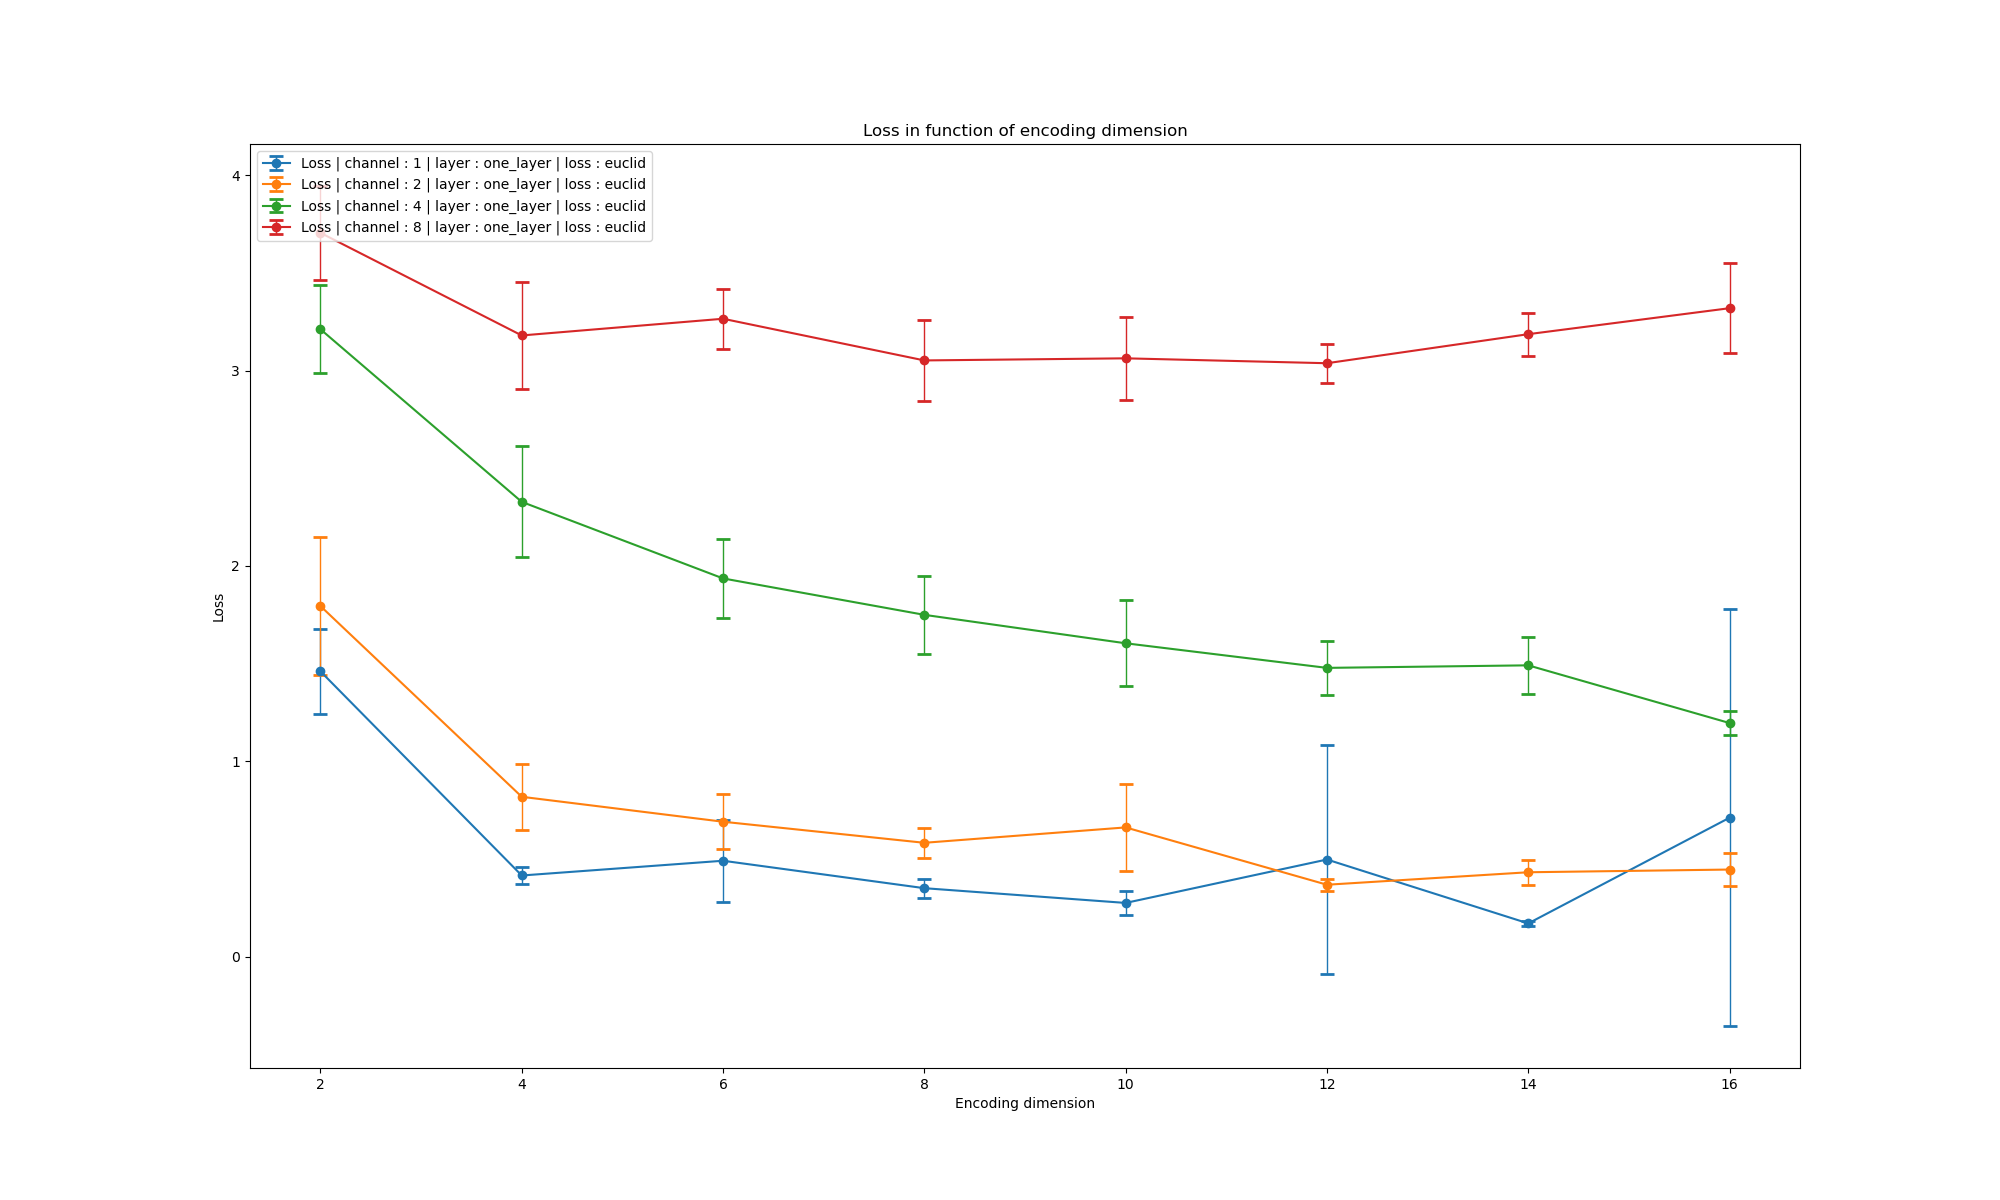 Loss in function of encoding dimension
Loss | channel : 1 | layer : one_layer | loss : euclid
Loss | channel : 2 | layer : one_layer | loss : euclid
Loss | channel : 4 | layer : one_layer | loss : euclid
Loss | channel : 8 | layer : one_layer | loss : euclid
4
3
2
1
0
Loss
2 4 6 8 10 12 14 16
Encoding dimension